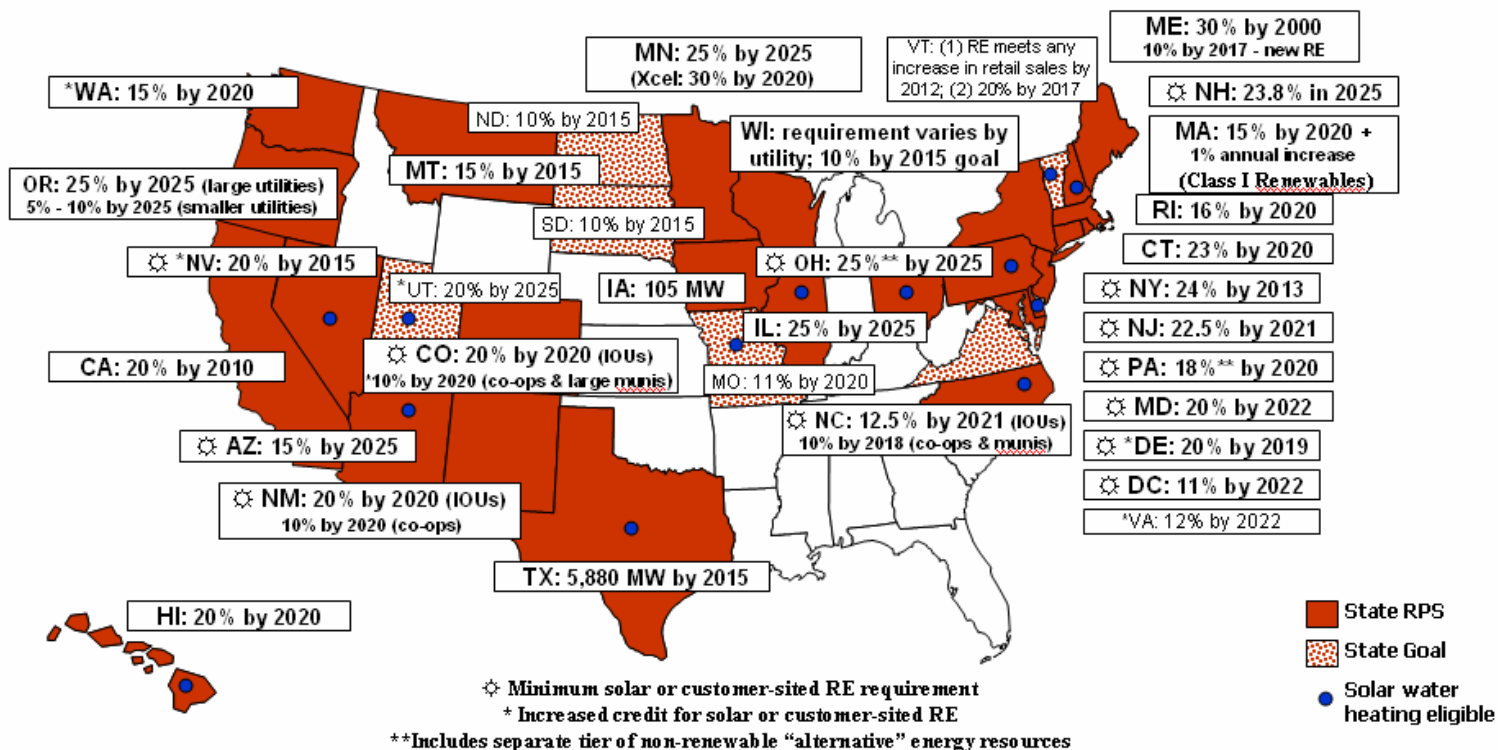 ME: 30% by 2000
10% by 2017 - new RE
MN: 25% by 2025
(Xcel: 30% by 2020)
VT: (1) RE meets any
increase in retail sales by
2012; (2) 20% by 2017
*WA: 15% by 2020
☼ NH: 23.8% in 2025
ND: 10% by 2015
WI: requirement varies by
utility; 10% by 2015 goal
MA: 15% by 2020 +
1% annual increase
(Class I Renewables)
MT: 15% by 2015
OR: 25% by 2025 (large utilities)
5% - 10% by 2025 (smaller utilities)
RI: 16% by 2020
SD: 10% by 2015
CT: 23% by 2020
☼ *NV: 20% by 2015
☼ OH: 25%** by 2025
*UT: 20% by 2025
IA: 105 MW
☼ NY: 24% by 2013
IL: 25% by 2025
☼ NJ: 22.5% by 2021
☼ CO: 20% by 2020 (IOUs)
*10% by 2020 (co-ops & large munis)
CA: 20% by 2010
MO: 11% by 2020
☼ PA: 18%** by 2020
☼ NC: 12.5% by 2021 (IOUs)
10% by 2018 (co-ops & munis)
☼ MD: 20% by 2022
☼ AZ: 15% by 2025
☼ *DE: 20% by 2019
☼ NM: 20% by 2020 (IOUs)
10% by 2020 (co-ops)
☼ DC: 11% by 2022
*VA: 12% by 2022
TX: 5,880 MW by 2015
HI: 20% by 2020
State RPS
State Goal
Solar water
heating eligible
☼ Minimum solar or customer-sited RE requirement
* Increased credit for solar or customer-sited RE
**Includes separate tier of non-renewable “alternative” energy resources